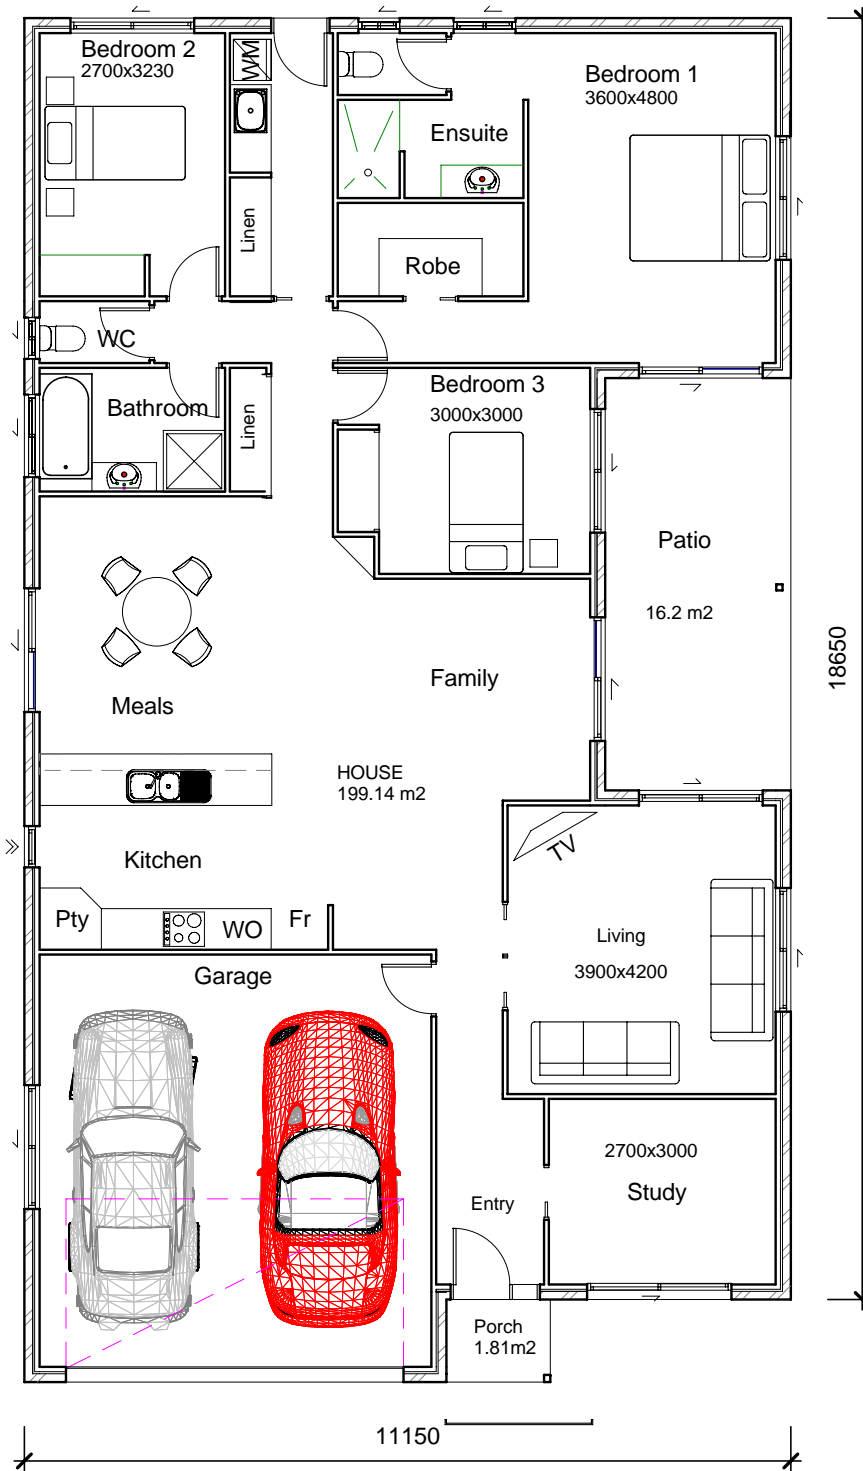 Bedroom 2
2700x3230
WM
Bedroom 1
3600x4800
Ensuite
Linen
Robe
WC
Bathroom
Linen
Bedroom 3
3000x3000
Patio
16.2 m2
18650
Family
Meals
HOUSE
199.14 m2
Kitchen
TV
Pty
WO
Fr
Living
3900x4200
Garage
2700x3000
Study
Entry
Porch
1.81m2
11150